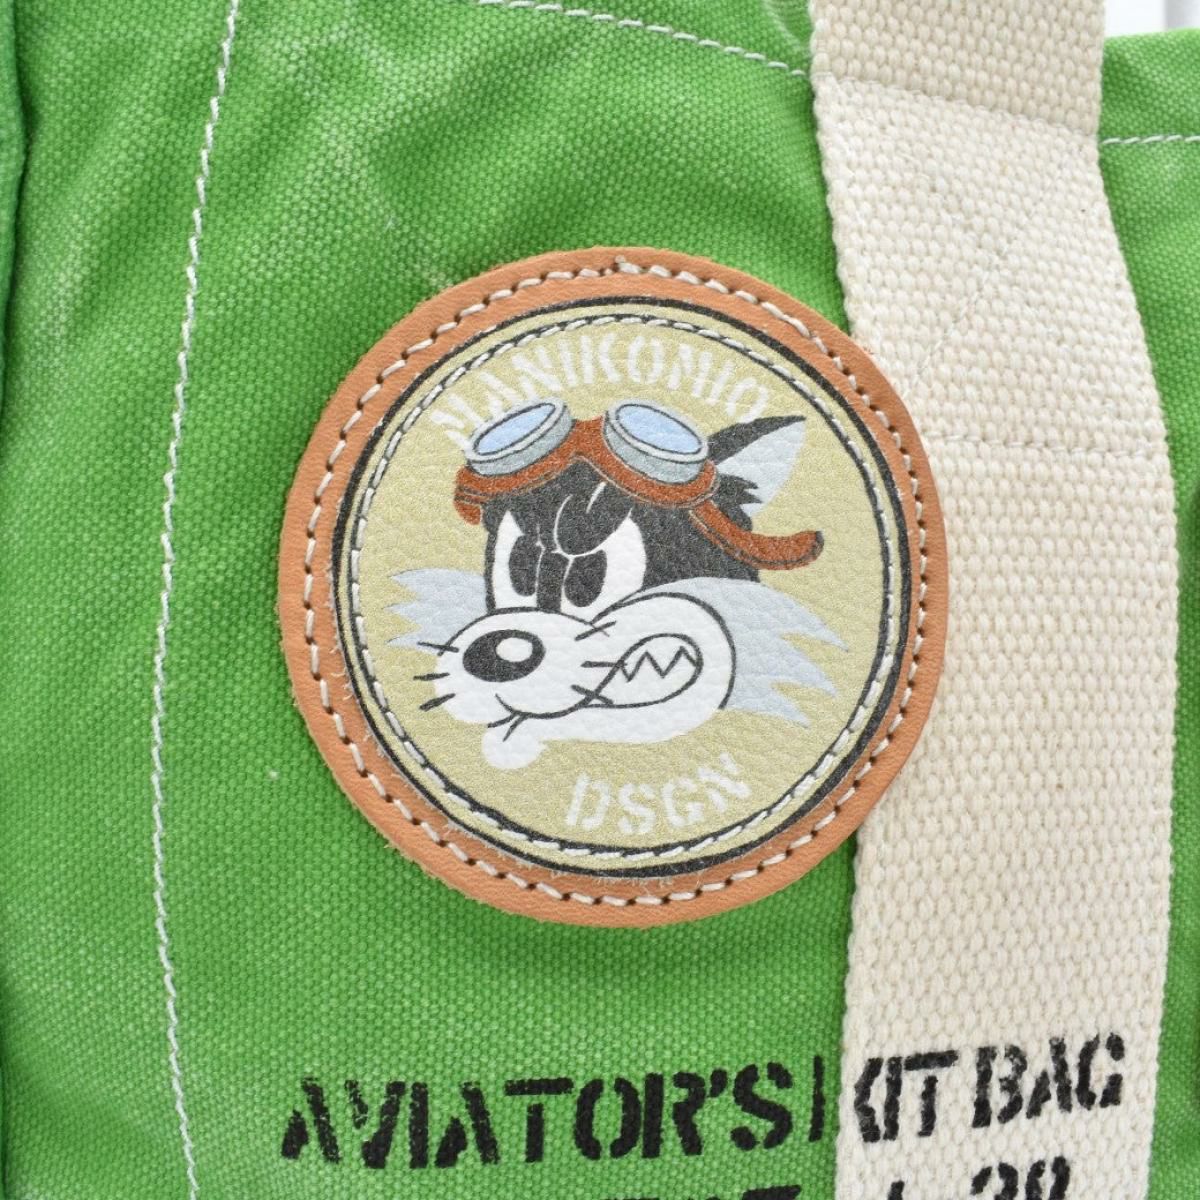 MANIKOMIO
DSGN
AVIATOR'S KIT BAG